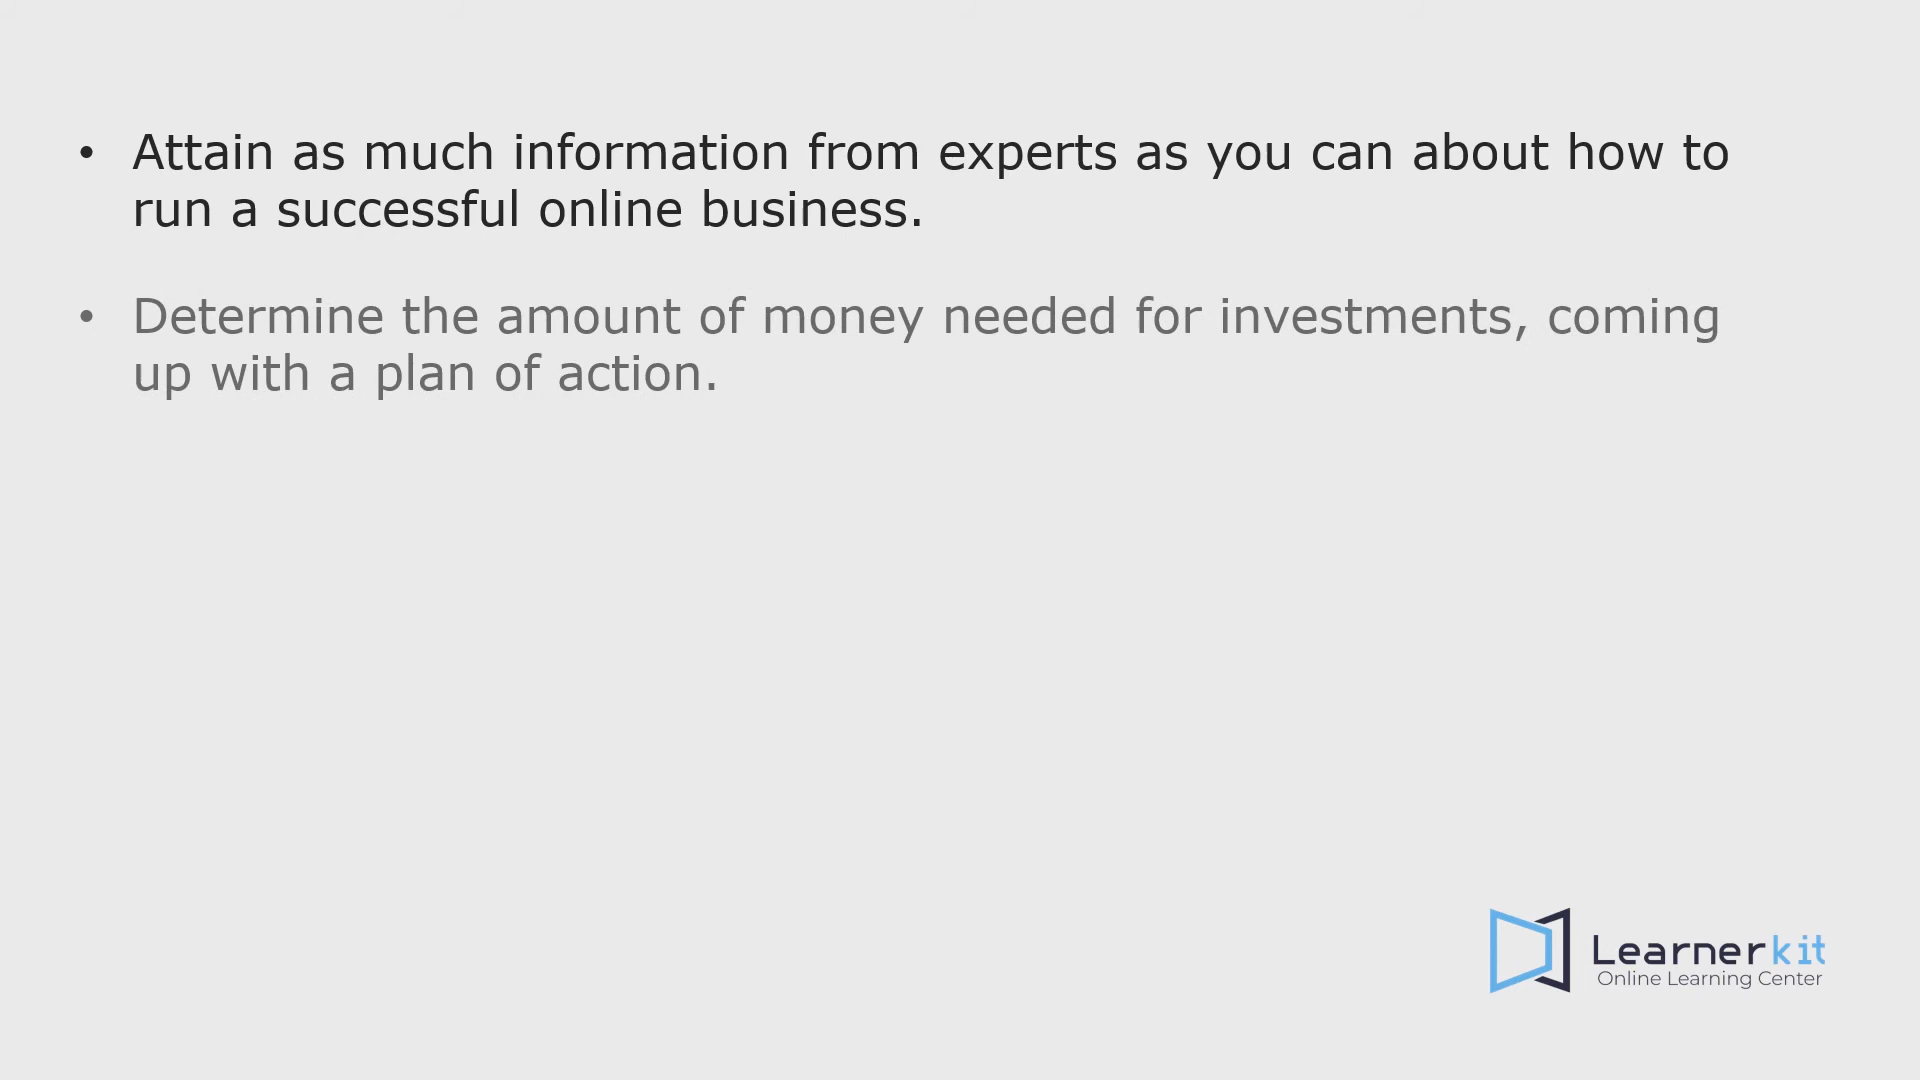 • Attain as much information from experts as you can about how to
run a successful online business.
• Determine the amount of money needed for investments, coming
up with a plan of action.
Learnerkit
Online Learning Center